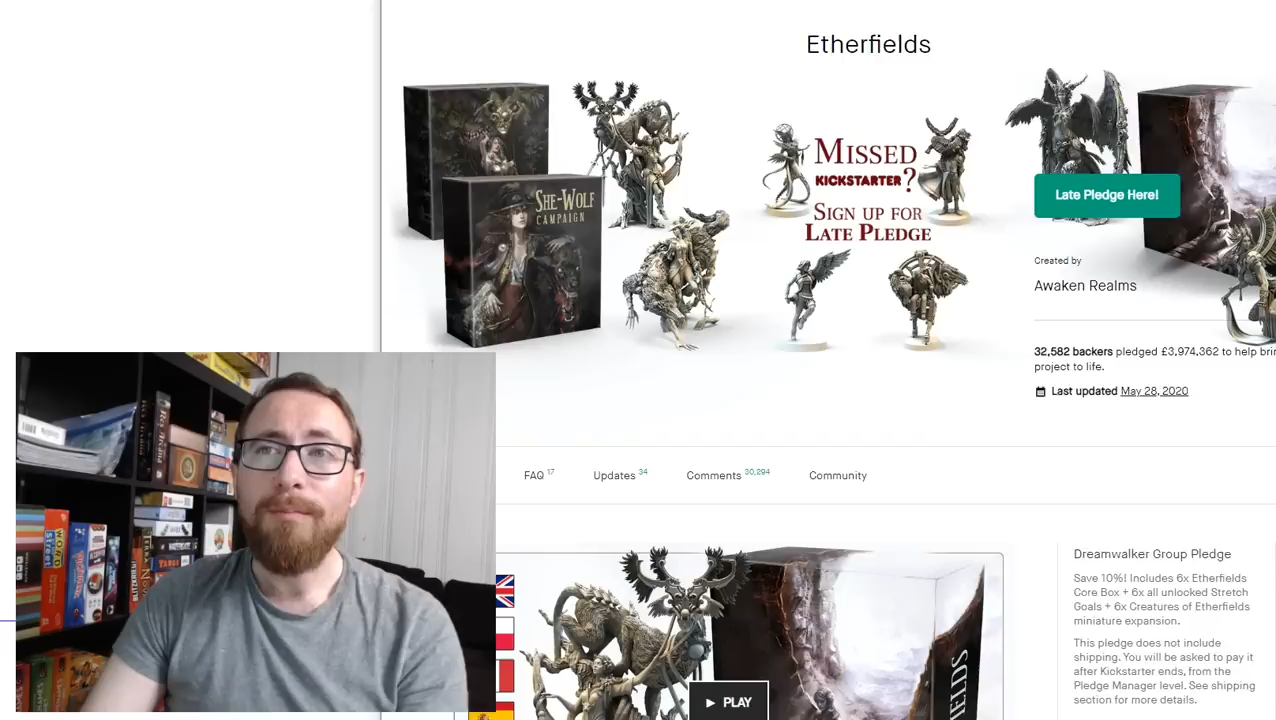 Etherfields
She-Wolf
Campaign
Missed
Kickstarter?
Sign up for
Late Pledge
Late Pledge Here!
Created by
Awaken Realms
32,582 backers pledged £3,974,362 to help bri
project to life.
Last updated May 28, 2020
FAQ 17
Updates 34
Comments 30,294
Community
PLAY
Dreamwalker Group Pledge
Save 10%! Includes 6x Etherfields
Core Box + 6x all unlocked Stretch
Goals + 6x Creatures of Etherfields
miniature expansion.
This pledge does not include
shipping. You will be asked to pay it
after Kickstarter ends, from the
Pledge Manager level. See shipping
section for more details.